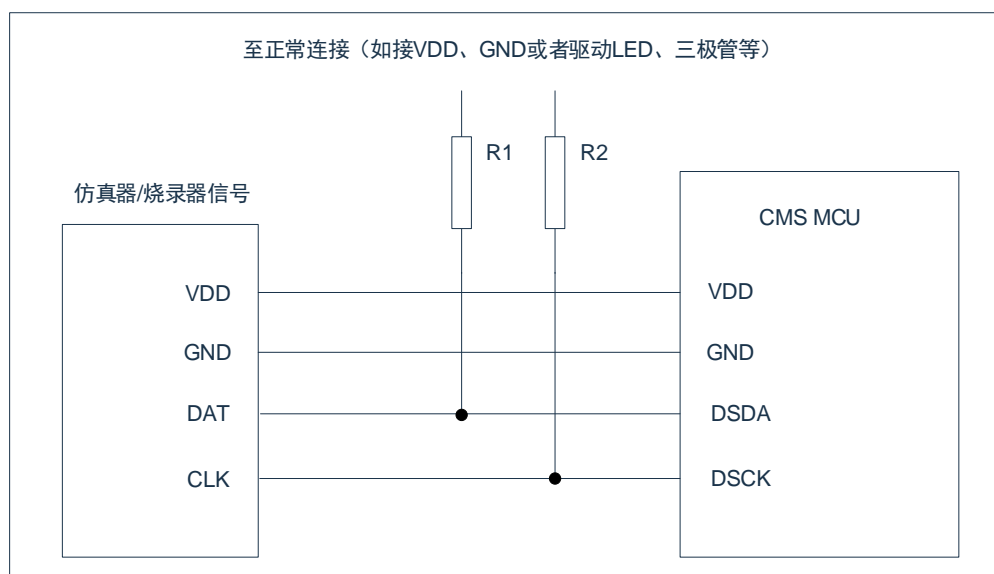 至正常连接（如接VDD、GND或者驱动LED、三极管等）
R1
R2
仿真器/烧录器信号
CMS MCU
VDD
VDD
GND
GND
DAT
DSDA
CLK
DSCK